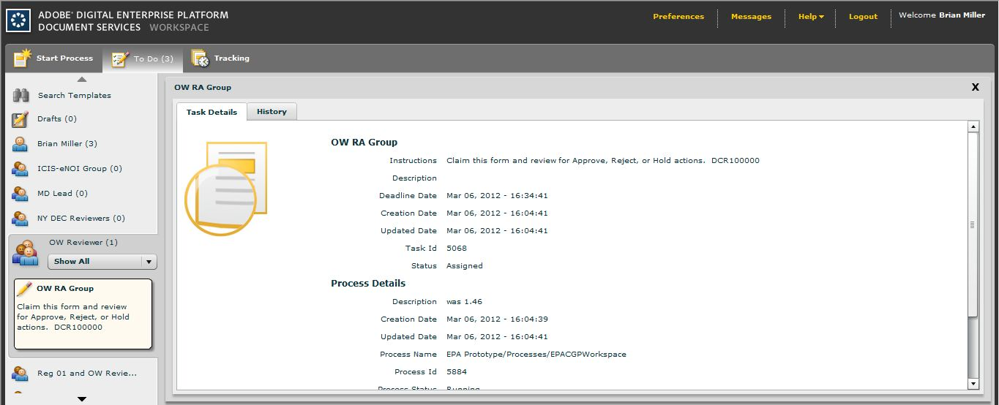 ADOBE® DIGITAL ENTERPRISE PLATFORM
DOCUMENT SERVICES WORKSPACE
Preferences
Messages
Help
Logout
Welcome Brian Miller
Start Process
To Do (3)
Tracking
Search Templates
Drafts (0)
Brian Miller (3)
ICIS-eNOI Group (0)
MD Lead (0)
NY DEC Reviewers (0)
OW Reviewer (1)
Show All
OW RA Group
Claim this form and review
for Approve, Reject, or Hold
actions. DCR100000
Reg 01 and OW Revie...
OW RA Group
X
Task Details
History
OW RA Group
Instructions Claim this form and review for Approve, Reject, or Hold actions. DCR100000
Description
Deadline Date Mar 06, 2012 - 16:34:41
Creation Date Mar 06, 2012 - 16:04:41
Updated Date Mar 06, 2012 - 16:04:41
Task Id 5068
Status Assigned
Process Details
Description was 1.46
Creation Date Mar 06, 2012 - 16:04:39
Updated Date Mar 06, 2012 - 16:04:41
Process Name EPA Prototype/Processes/EPACGPWorkspace
Process Id 5884
Process Status Running